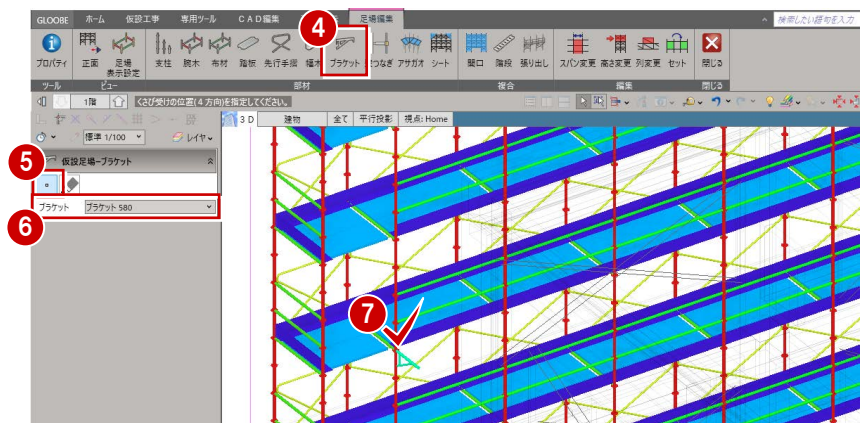 GLOOBE ホーム 仮設工事 専用ツール CAD編集 足場編集 検索したい語句を入力
4
プロパティ 正面 足場表示設定 支柱 腕木 布材 踏板 先行手摺 幅木 ブラケット つなぎ アサガオ シート 開口 階段 張り出し スパン変更 高さ変更 列変更 セット 閉じる
ツール ビュー 部材 複合 編集 閉じる
1階 くさび受けの位置(4方向)を指定してください。
3D 建物 全て 平行投影 視点: Home
標準 1/100 レイヤ
5
仮設足場-ブラケット
ブラケット ブラケット580
6
7